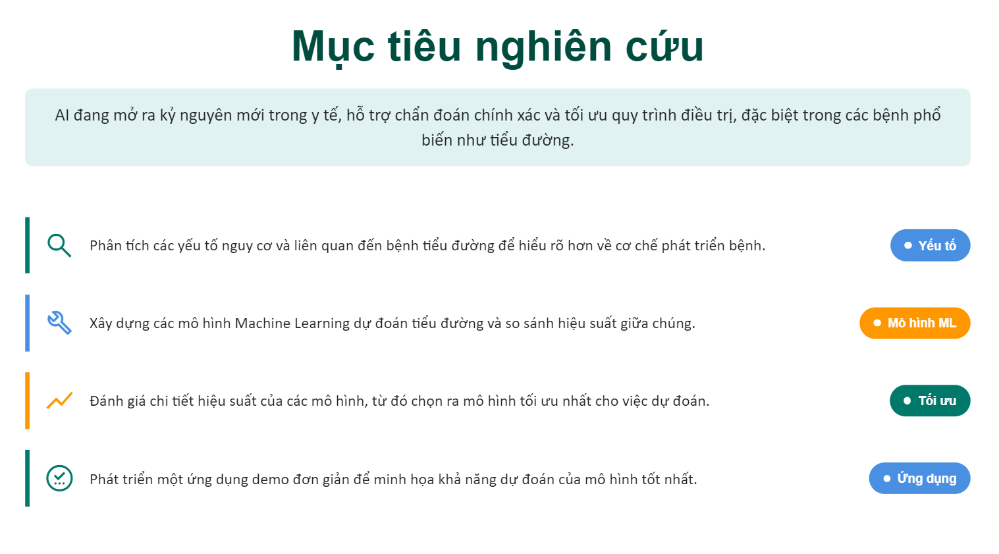 Mục tiêu nghiên cứu
AI đang mở ra kỷ nguyên mới trong y tế, hỗ trợ chẩn đoán chính xác và tối ưu quy trình điều trị, đặc biệt trong các bệnh phổ
biến như tiểu đường.
Phân tích các yếu tố nguy cơ và liên quan đến bệnh tiểu đường để hiểu rõ hơn về cơ chế phát triển bệnh.
Yếu tố
Xây dựng các mô hình Machine Learning dự đoán tiểu đường và so sánh hiệu suất giữa chúng.
Mô hình ML
Đánh giá chi tiết hiệu suất của các mô hình, từ đó chọn ra mô hình tối ưu nhất cho việc dự đoán.
Tối ưu
Phát triển một ứng dụng demo đơn giản để minh họa khả năng dự đoán của mô hình tốt nhất.
Ứng dụng